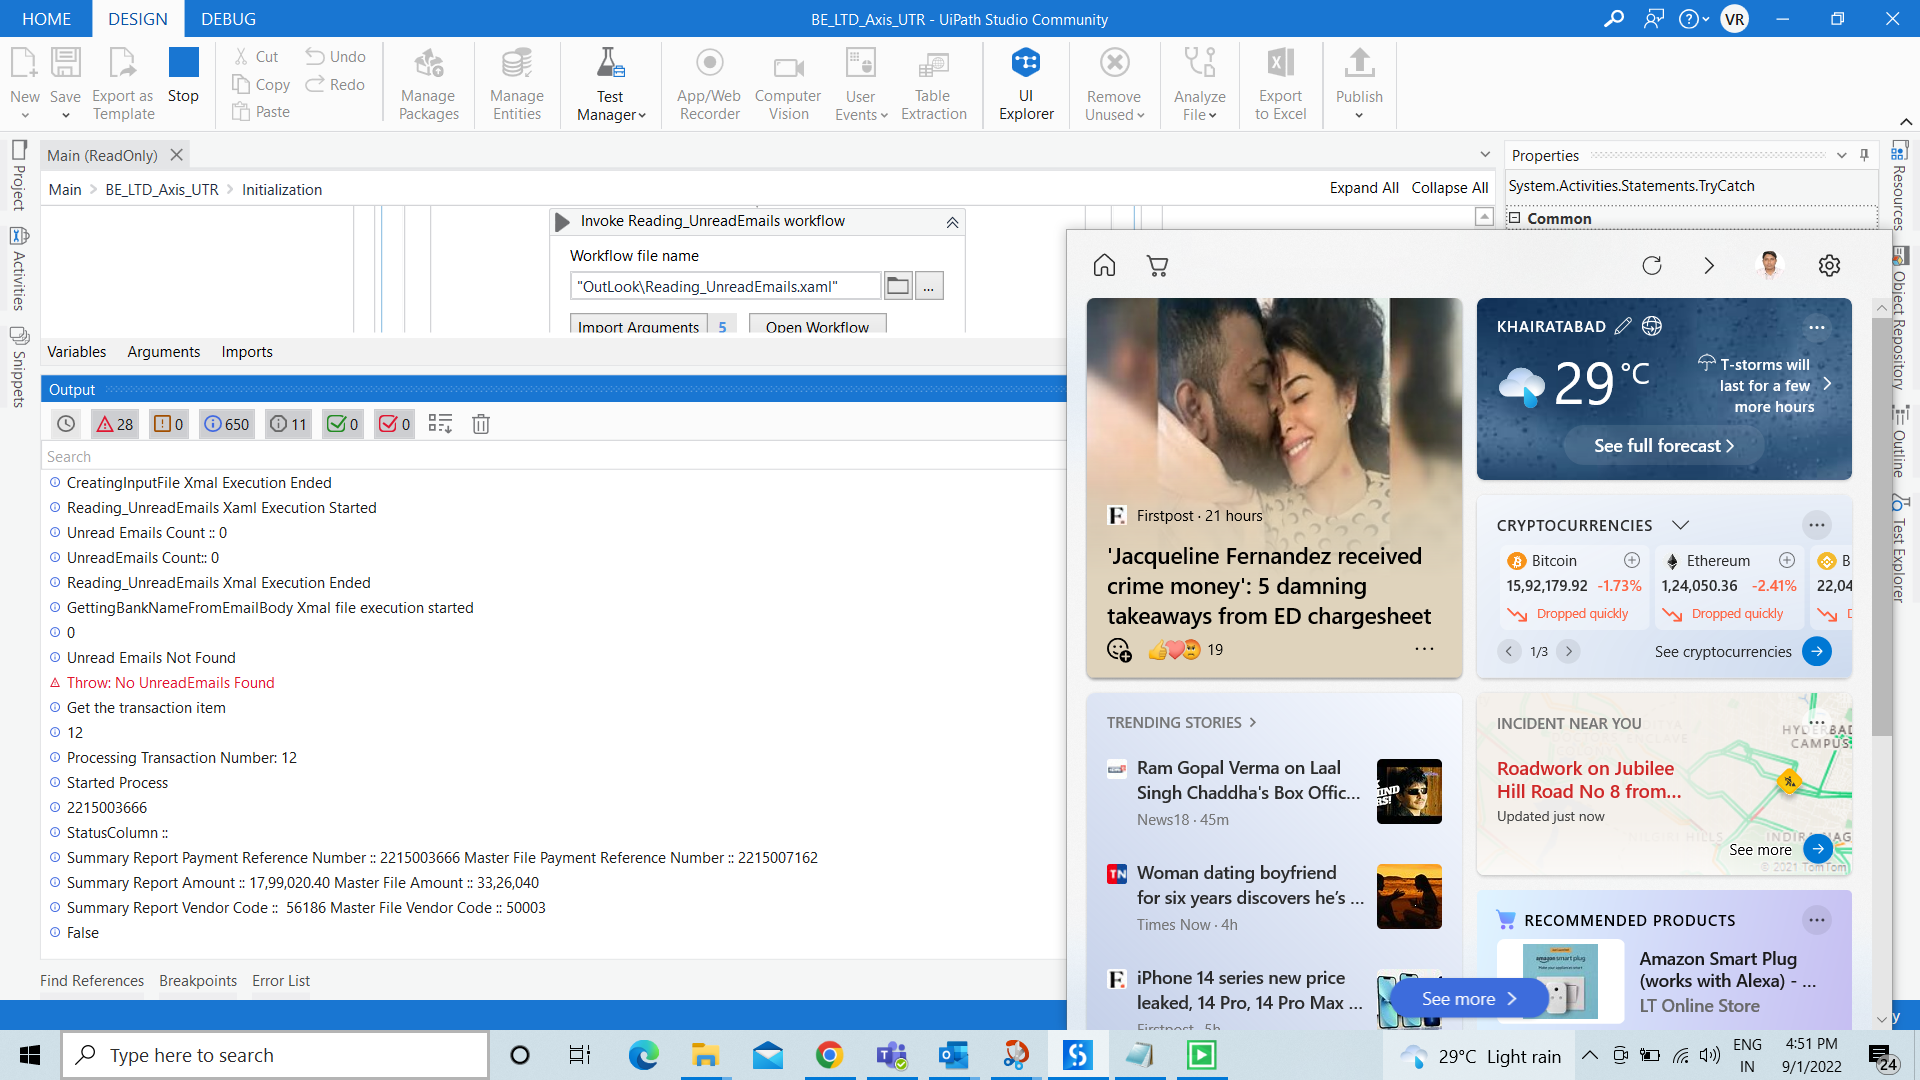 HOME
DESIGN
DEBUG
BE_LTD_Axis_UTR - UiPath Studio Community
VR
New
Save
Export as
Template
Stop
Cut
Copy
Paste
Undo
Redo
Manage
Packages
Manage
Entities
Test
Manager
App/Web
Recorder
Computer
Vision
User
Events
Table
Extraction
UI
Explorer
Remove
Unused
Analyze
File
Export
to Excel
Publish
Project
Activities
Snippets
Main (ReadOnly)
Main
BE_LTD_Axis_UTR
Initialization
Expand All
Collapse All
Invoke Reading_UnreadEmails workflow
Workflow file name
"OutLook\Reading_UnreadEmails.xaml"
...
Import Arguments
5
Open Workflow
Variables
Arguments
Imports
Properties
System.Activities.Statements.TryCatch
Common
Resources
Object Repository
Outline
Test Explorer
Output
28
0
650
11
0
0
Search
CreatingInputFile Xmal Execution Ended
Reading_UnreadEmails Xaml Execution Started
Unread Emails Count :: 0
UnreadEmails Count:: 0
Reading_UnreadEmails Xmal Execution Ended
GettingBankNameFromEmailBody Xmal file execution started
0
Unread Emails Not Found
Throw: No UnreadEmails Found
Get the transaction item
12
Processing Transaction Number: 12
Started Process
2215003666
StatusColumn ::
Summary Report Payment Reference Number :: 2215003666 Master File Payment Reference Number :: 2215007162
Summary Report Amount :: 17,99,020.40 Master File Amount :: 33,26,040
Summary Report Vendor Code ::  56186 Master File Vendor Code :: 50003
False
Find References
Breakpoints
Error List
F.
Firstpost · 21 hours
'Jacqueline Fernandez received
crime money': 5 damning
takeaways from ED chargesheet
19
KHAIRATABAD
29 °C
T-storms will
last for a few
more hours
See full forecast
CRYPTOCURRENCIES
Bitcoin
15,92,179.92 -1.73%
Dropped quickly
Ethereum
1,24,050.36 -2.41%
Dropped quickly
B
22,04
1/3
See cryptocurrencies
TRENDING STORIES
Ram Gopal Verma on Laal
Singh Chaddha's Box Offic...
News18 · 45m
TN
Woman dating boyfriend
for six years discovers he's ...
Times Now · 4h
F.
iPhone 14 series new price
leaked, 14 Pro, 14 Pro Max ...
Firstpost · 5h
See more
INCIDENT NEAR YOU
Roadwork on Jubilee
Hill Road No 8 from...
Updated just now
HYDERBAD
CAMPUS
INDIRA NAG
See more
© 2021 TomTom
RECOMMENDED PRODUCTS
amazon smart plug
Amazon Smart Plug
(works with Alexa) - ...
LT Online Store
Type here to search
29°C Light rain
ENG
IN
4:51 PM
9/1/2022
24